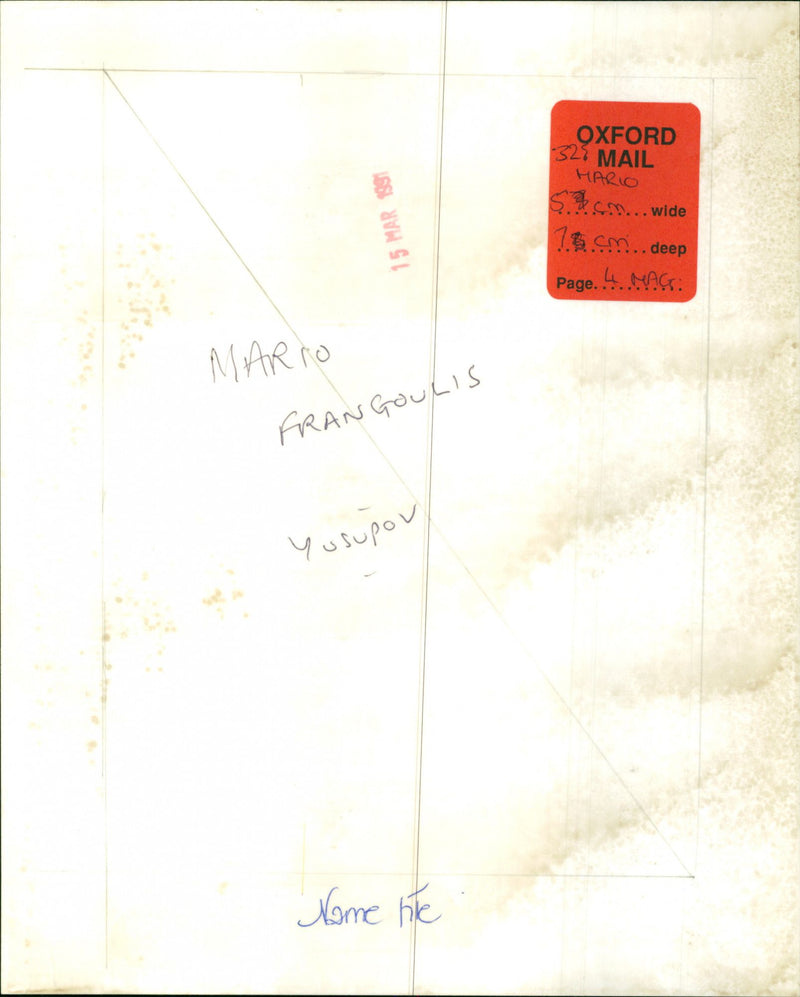 OXFORD
MAIL
MARIO
cm wide
cm deep
Page 4 MAG.
15 MAR 1991
MARIO
FRANGOULIS
YUSUPOV
Name file